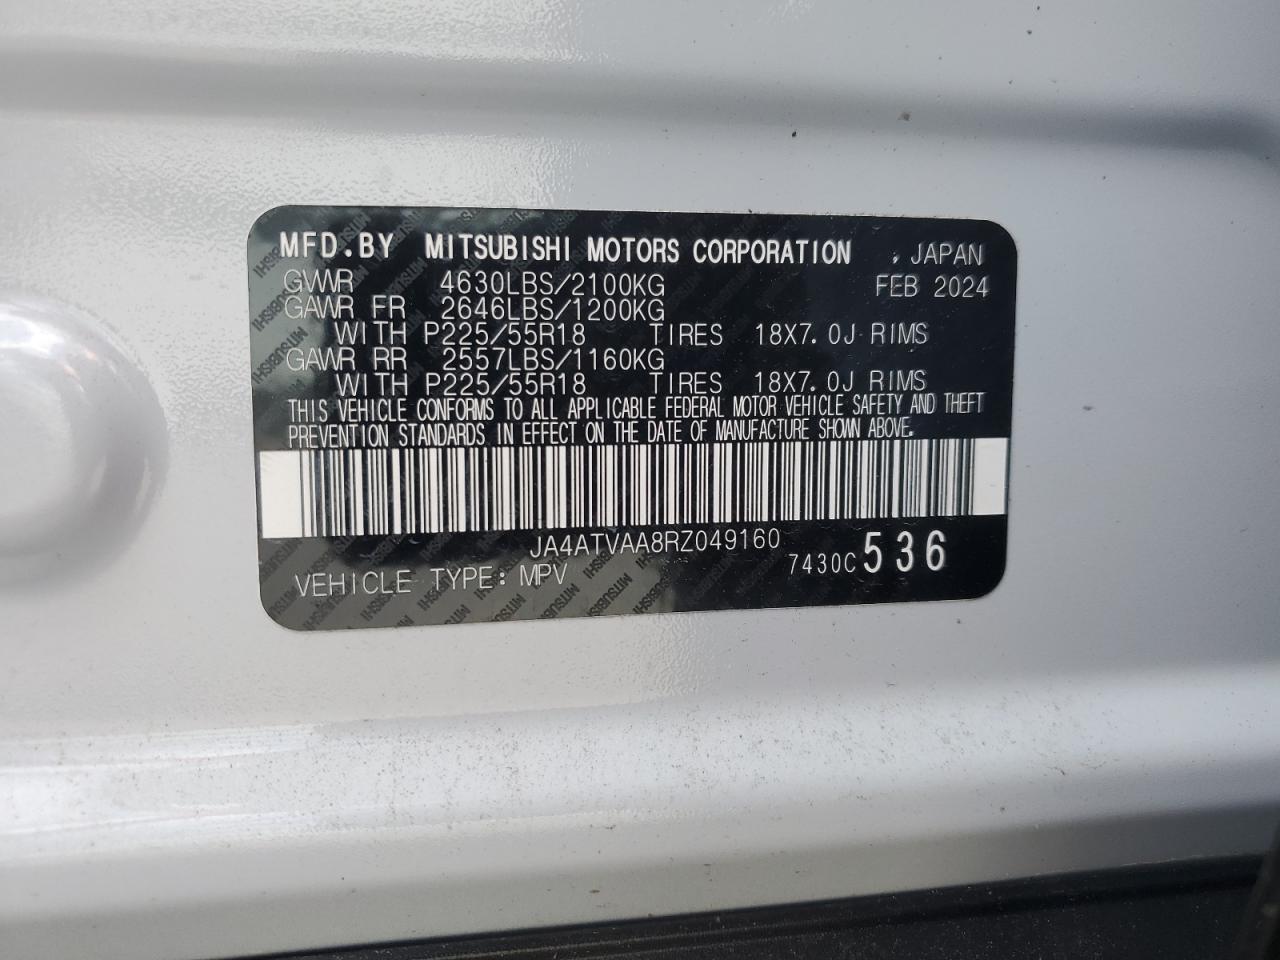 MFD.BY MITSUBISHI MOTORS CORPORATION , JAPAN
GVWR 4630LBS/2100KG FEB 2024
GAWR FR 2646LBS/1200KG
WITH P225/55R18 TIRES 18X7.0J RIMS
GAWR RR 2557LBS/1160KG
WITH P225/55R18 TIRES 18X7.0J RIMS
THIS VEHICLE CONFORMS TO ALL APPLICABLE FEDERAL MOTOR VEHICLE SAFETY AND THEFT
PREVENTION STANDARDS IN EFFECT ON THE DATE OF MANUFACTURE SHOWN ABOVE.
JA4ATVAA8RZ049160
7430C 536
VEHICLE TYPE: MPV